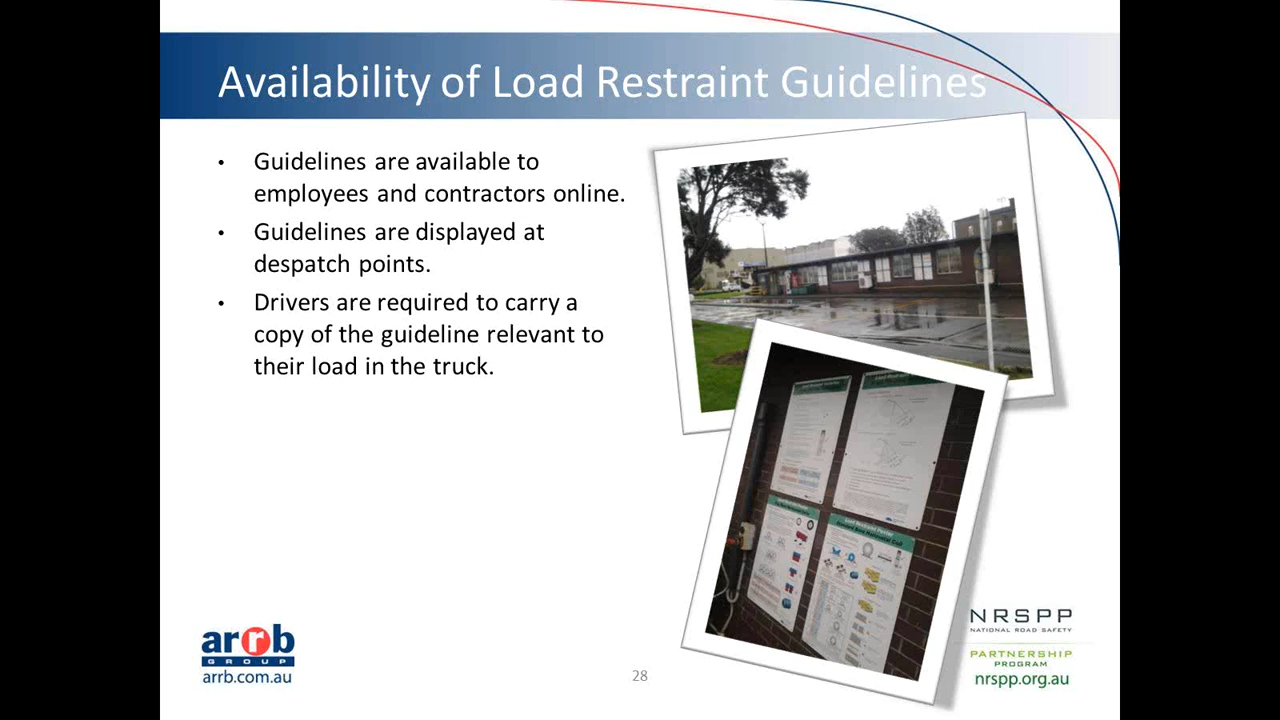 Availability of Load Restraint Guidelines
• Guidelines are available to
employees and contractors online.
• Guidelines are displayed at
despatch points.
• Drivers are required to carry a
copy of the guideline relevant to
their load in the truck.
arrb
GROUP
arrb.com.au
28
NRSPP
NATIONAL ROAD SAFETY
PARTNERSHIP
PROGRAM
nrspp.org.au